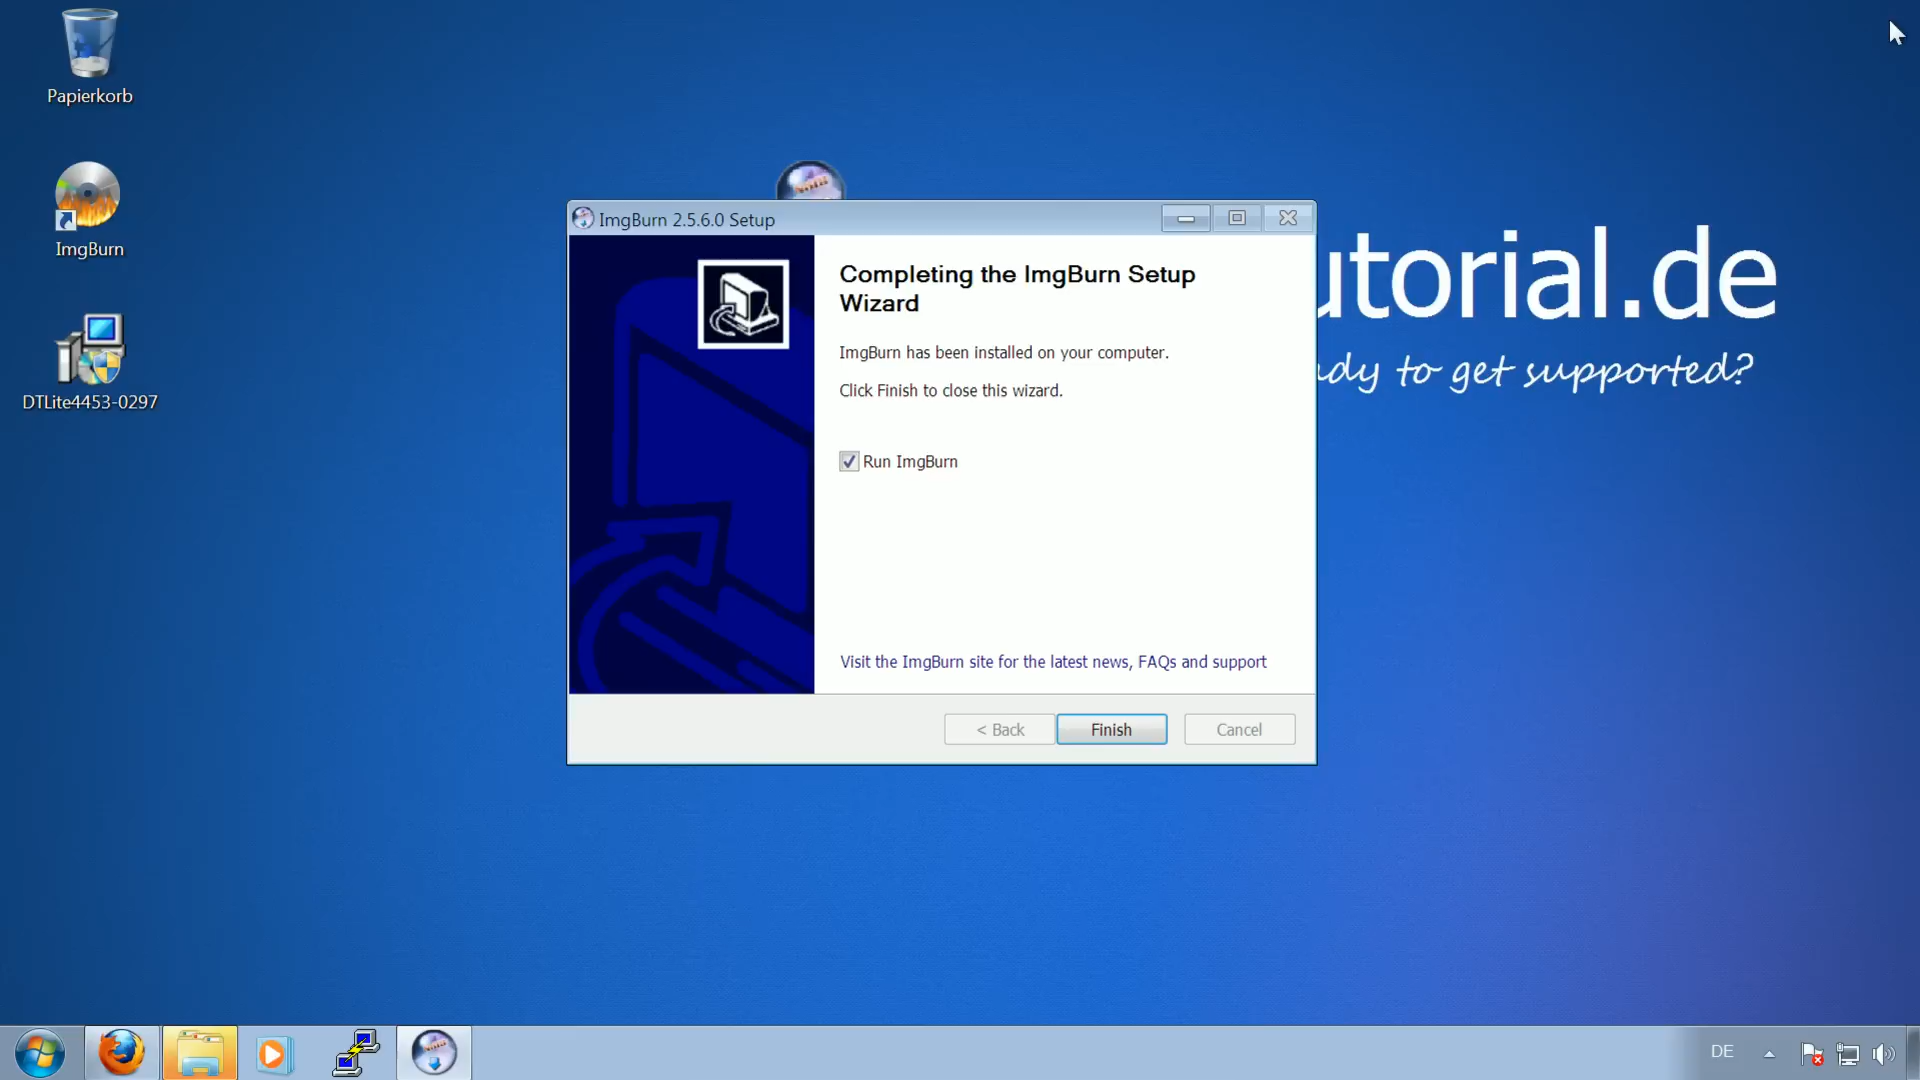 Papierkorb
ImgBurn
DTLite4453-0297
ImgBurn 2.5.6.0 Setup
Completing the ImgBurn Setup
Wizard
ImgBurn has been installed on your computer.
Click Finish to close this wizard.
Run ImgBurn
Visit the ImgBurn site for the latest news, FAQs and support
< Back
Finish
Cancel
utorial.de
ady to get supported?
DE